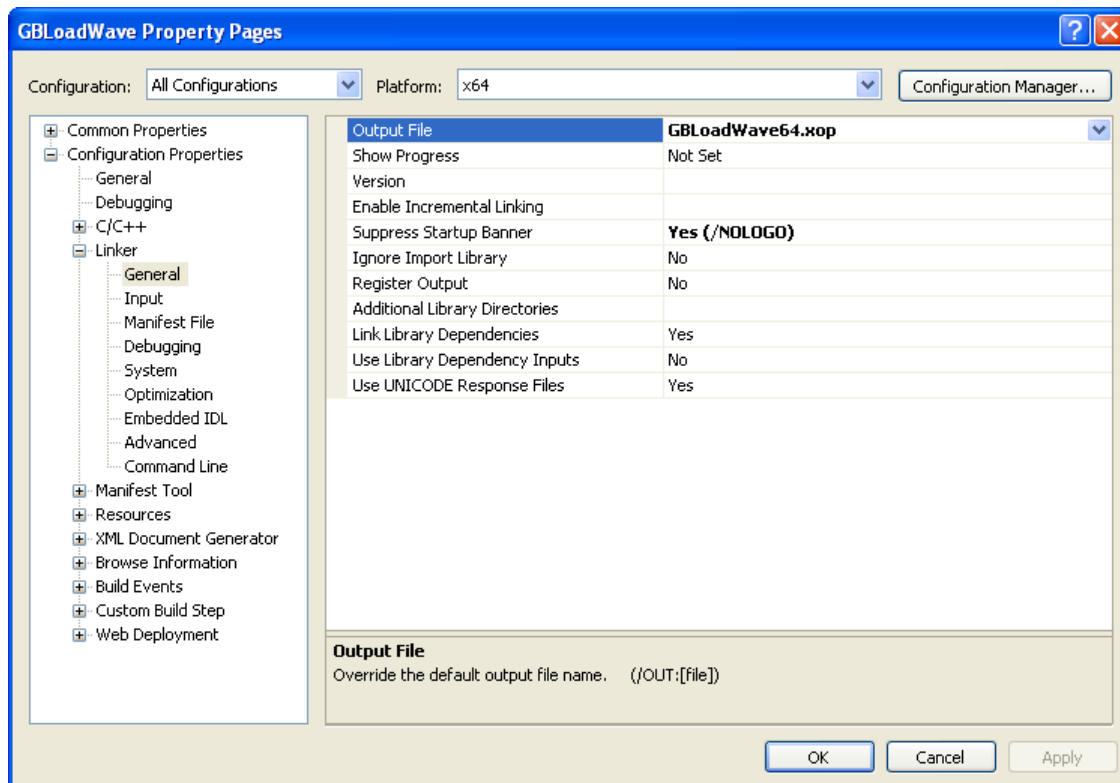 GBLoadWave Property Pages
Configuration: All Configurations Platform: x64 Configuration Manager...
Common Properties
Configuration Properties
General
Debugging
C/C++
Linker
General
Input
Manifest File
Debugging
System
Optimization
Embedded IDL
Advanced
Command Line
Manifest Tool
Resources
XML Document Generator
Browse Information
Build Events
Custom Build Step
Web Deployment
Output File GBLoadWave64.xop
Show Progress Not Set
Version
Enable Incremental Linking
Suppress Startup Banner Yes (/NOLOGO)
Ignore Import Library No
Register Output No
Additional Library Directories
Link Library Dependencies Yes
Use Library Dependency Inputs No
Use UNICODE Response Files Yes
Output File
Override the default output file name. (/OUT:[file])
OK Cancel Apply